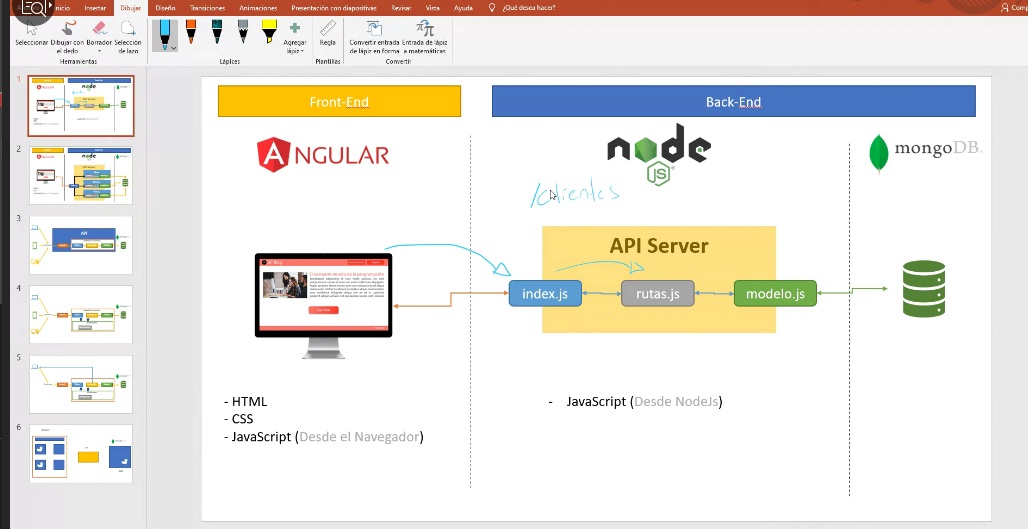 Inicio Insertar Dibujar Diseño Transiciones Animaciones Presentación con diapositivas Revisar Vista Ayuda ¿Qué desea hacer?
Seleccionar Dibujar con el dedo Borrador Selección de lazo
Agregar lápiz
Regla
Convertir entrada de lápiz en forma
Entrada de lápiz a matemáticas
Herramientas Lápices Plantillas Convertir
1
2
3
4
5
6
Front-End
Back-End
ANGULAR
node
JS
mongoDB.
/clientes
API Server
index.js
rutas.js
modelo.js
- HTML
- CSS
- JavaScript (Desde el Navegador)
- JavaScript (Desde NodeJs)